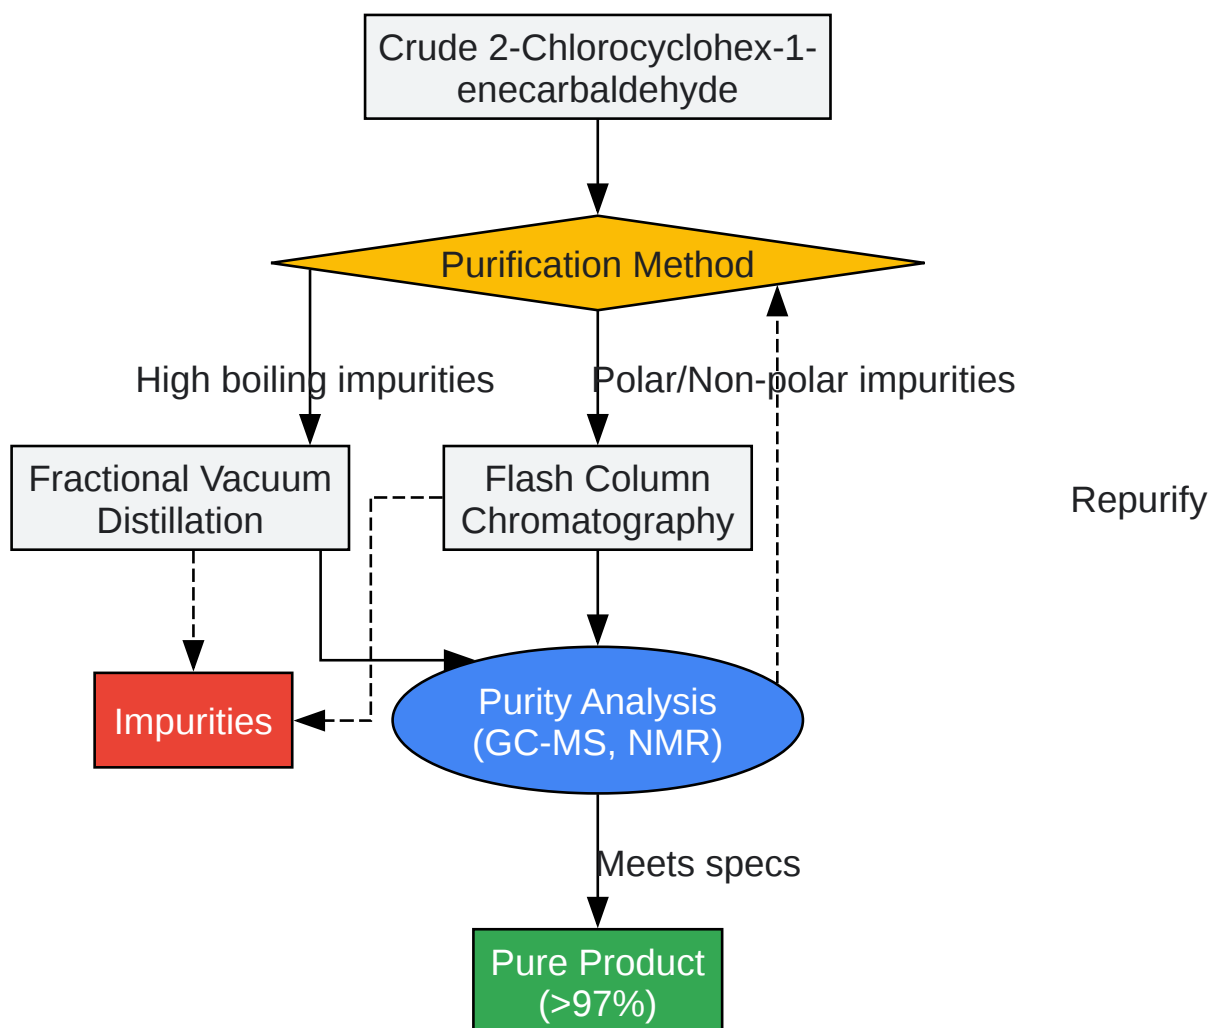 Crude 2-Chlorocyclohex-1-
enecarbaldehyde
Purification Method
High boiling impurities
Polar/Non-polar impurities
Fractional Vacuum
Distillation
Flash Column
Chromatography
Repurify
Impurities
Purity Analysis
(GC-MS, NMR)
Meets specs
Pure Product
(>97%)